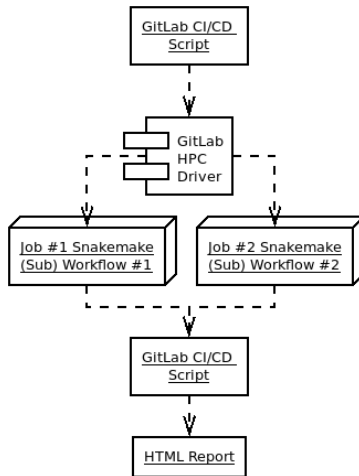 GitLab CI/CD
Script
GitLab
HPC
Driver
Job #1 Snakemake
(Sub) Workflow #1
Job #2 Snakemake
(Sub) Workflow #2
GitLab CI/CD
Script
HTML Report